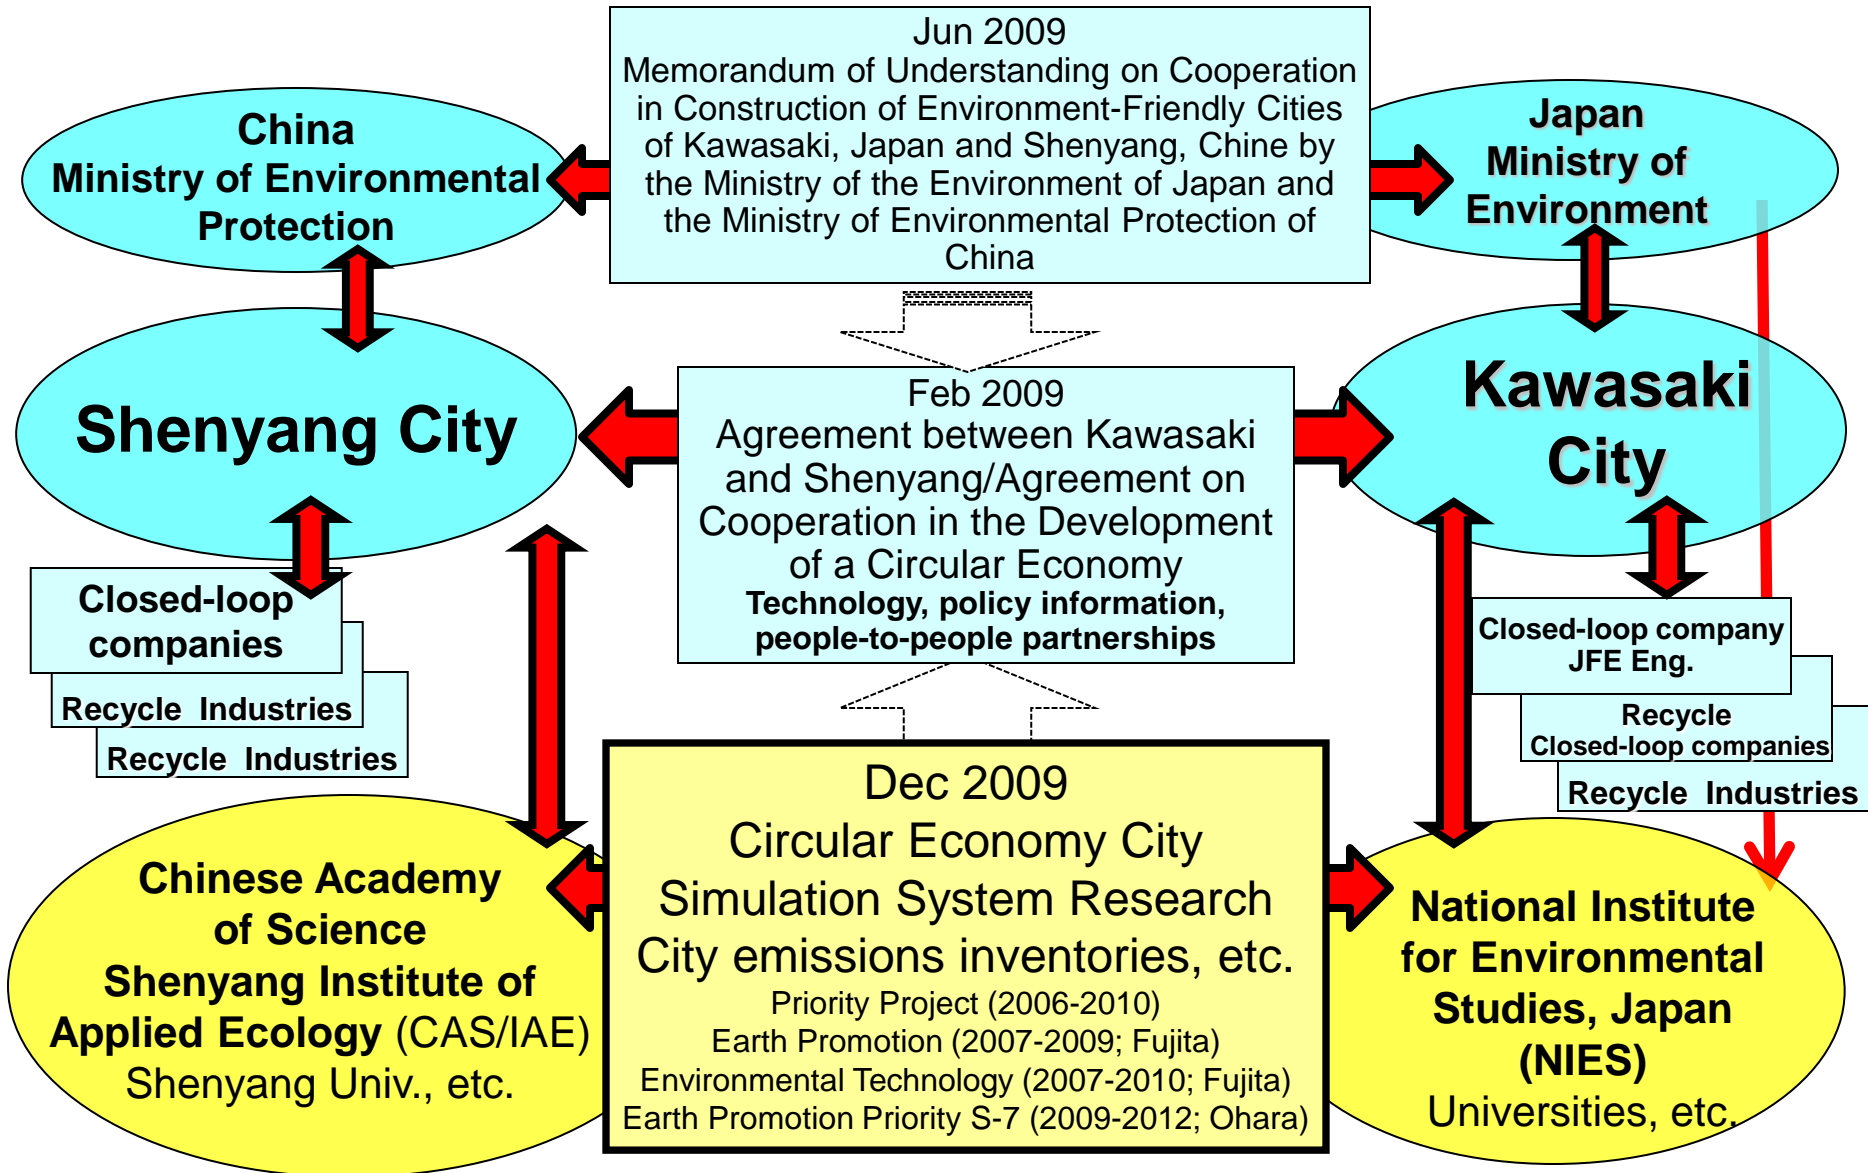 Jun 2009
Memorandum of Understanding on Cooperation
in Construction of Environment-Friendly Cities
of Kawasaki, Japan and Shenyang, Chine by
the Ministry of the Environment of Japan and
the Ministry of Environmental Protection of
China
China
Ministry of Environmental
Protection
Japan
Ministry of
Environment
Shenyang City
Feb 2009
Agreement between Kawasaki
and Shenyang/Agreement on
Cooperation in the Development
of a Circular Economy
Technology, policy information,
people-to-people partnerships
Kawasaki
City
Closed-loop
companies
Recycle Industries
Recycle Industries
Closed-loop company
JFE Eng.
Recycle
Closed-loop companies
Recycle Industries
Chinese Academy
of Science
Shenyang Institute of
Applied Ecology (CAS/IAE)
Shenyang Univ., etc.
Dec 2009
Circular Economy City
Simulation System Research
City emissions inventories, etc.
Priority Project (2006-2010)
Earth Promotion (2007-2009; Fujita)
Environmental Technology (2007-2010; Fujita)
Earth Promotion Priority S-7 (2009-2012; Ohara)
National Institute
for Environmental
Studies, Japan
(NIES)
Universities, etc.